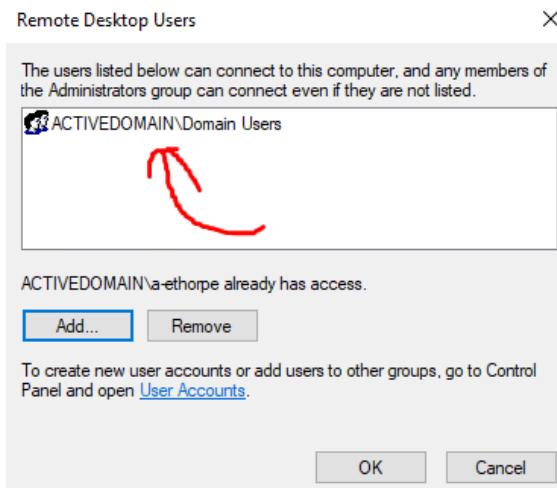 Remote Desktop Users
The users listed below can connect to this computer, and any members of
the Administrators group can connect even if they are not listed.
ACTIVEDOMAIN\Domain Users
ACTIVEDOMAIN\a-ethorpe already has access.
Add...
Remove
To create new user accounts or add users to other groups, go to Control
Panel and open User Accounts.
OK
Cancel